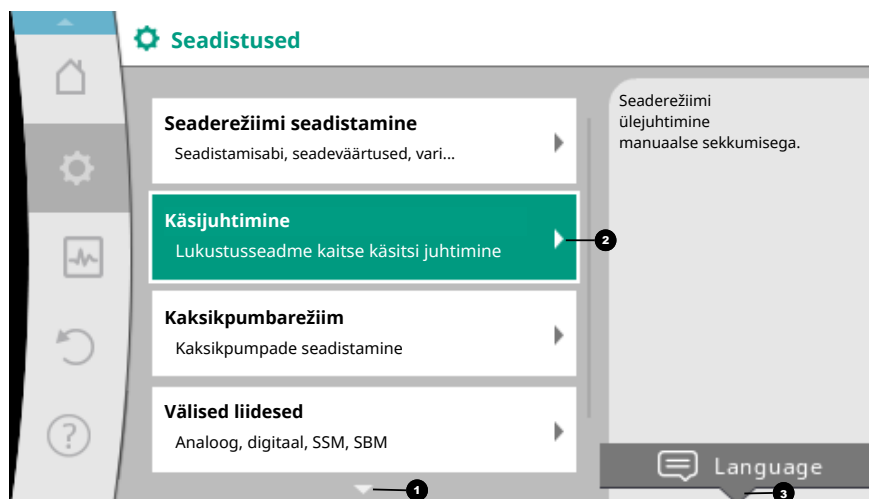 Seadistused
Seaderežiimi seadistamine
Seadistamisabi, seadeväärtused, vari...
Käsijuhtimine
Lukustusseadme kaitse käsitsi juhtimine
2
Kaksikpumbarežiim
Kaksikpumpade seadistamine
Välised liidesed
Analoog, digitaal, SSM, SBM
1
Seaderežiimi
ülejuhtimine
manuaalse sekkumisega.
?
Language
3